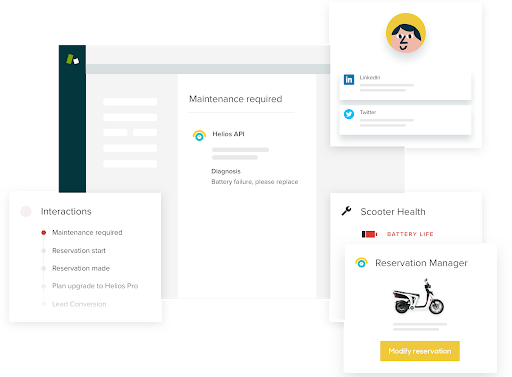 LinkedIn
Twitter
Maintenance required
Helios API
Diagnosis
Battery failure, please replace
Interactions
Maintenance required
Reservation start
Reservation made
Plan upgrade to Helios Pro
Lead Conversion
Scooter Health
BATTERY LIFE
Reservation Manager
Modify reservation